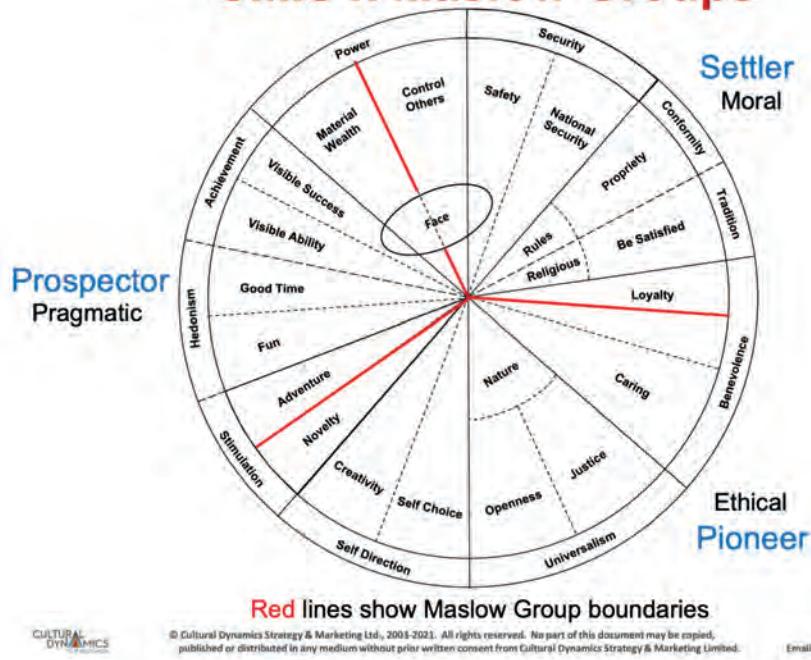 Power
Security
Settler
Moral
Control
Others
Safety
National
Security
Material
Wealth
Conformity
Achievement
Visible Success
Propriety
Face
Tradition
Visible Ability
Rules
Be Satisfied
Religious
Prospector
Pragmatic
Good Time
Loyalty
Hedonism
Fun
Nature
Caring
Benevolence
Adventure
Novelty
Stimulation
Creativity
Self Choice
Openness
Justice
Ethical
Pioneer
Self Direction
Universalism
Red lines show Maslow Group boundaries
CULTURAL
DYNAMICS
© Cultural Dynamics Strategy & Marketing Ltd., 2003-2021. All rights reserved. No part of this document may be copied,
published or distributed in any medium without prior written consent from Cultural Dynamics Strategy & Marketing Limited.